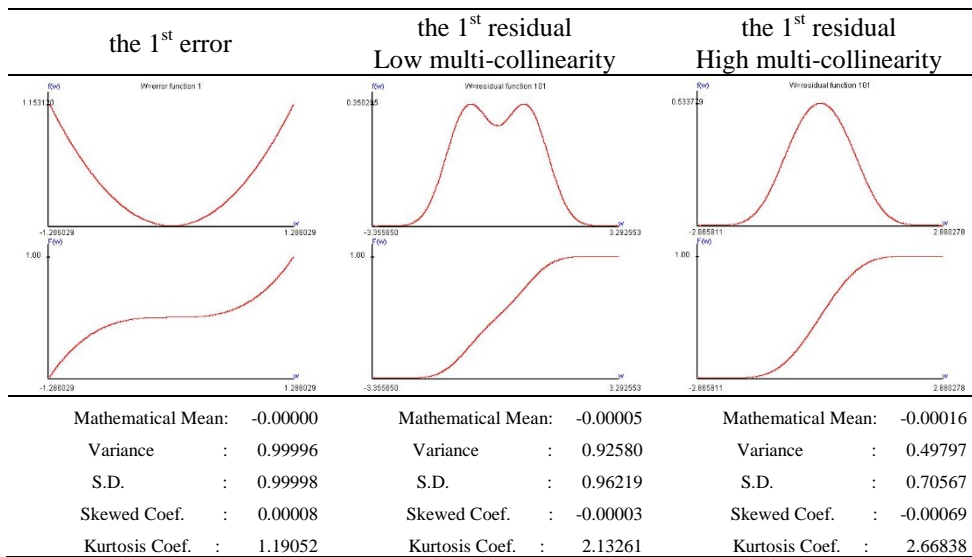 the 1st error
the 1st residual
Low multi-collinearity
the 1st residual
High multi-collinearity
f(w)
W=error function 1
1.153120
-1.286029
W
1.286029
f(w)
W=residual function 101
0.350295
-3.355650
W
3.292553
f(w)
W=residual function 101
0.533779
-2.865811
W
2.880278
F(w)
1.00
-1.286029
W
1.286029
F(w)
1.00
-3.355650
W
3.292553
F(w)
1.00
-2.865811
W
2.880278
Mathematical Mean: -0.00000
Variance : 0.99996
S.D. : 0.99998
Skewed Coef. : 0.00008
Kurtosis Coef. : 1.19052
Mathematical Mean: -0.00005
Variance : 0.92580
S.D. : 0.96219
Skewed Coef. : -0.00003
Kurtosis Coef. : 2.13261
Mathematical Mean: -0.00016
Variance : 0.49797
S.D. : 0.70567
Skewed Coef. : -0.00069
Kurtosis Coef. : 2.66838